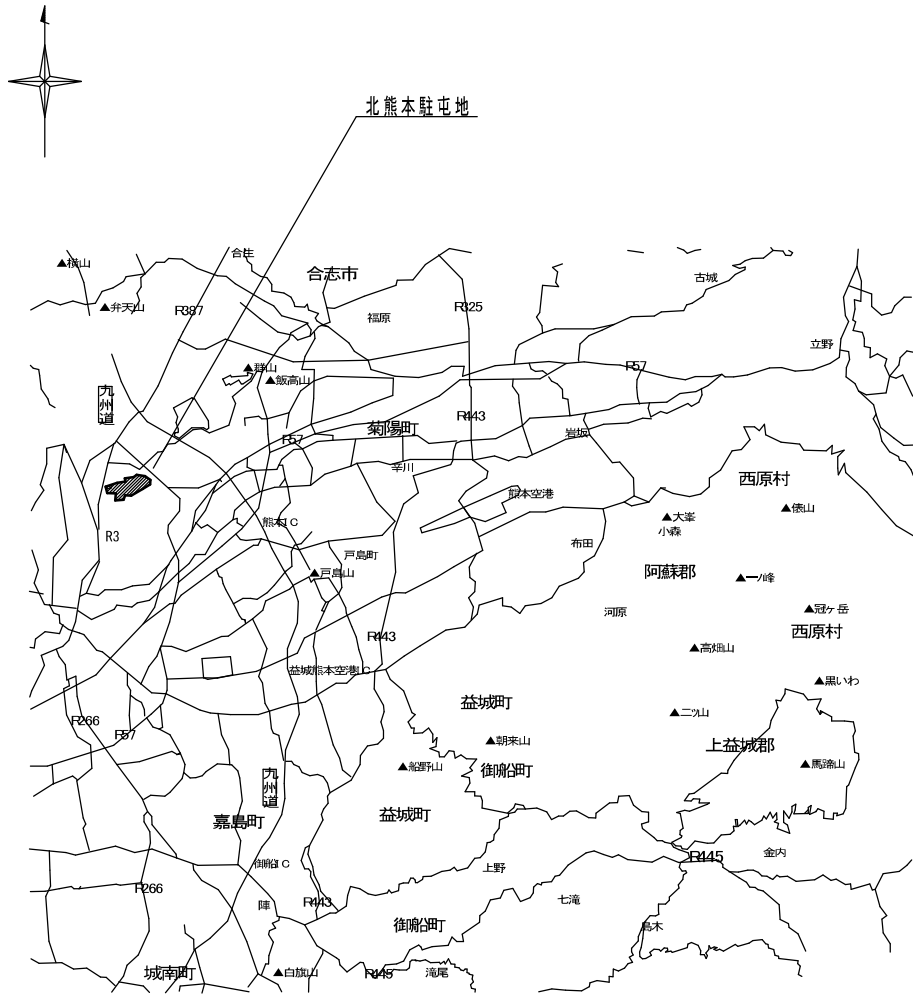 北熊本駐屯地
合生
▲横山
合志市
古城
▲弁天山
R387
福原
R325
立野
▲群山
R57
▲飯高山
九州道
R443
菊陽町
岩坂
R57
辛川
西原村
熊本空港
▲俵山
▲大峯
熊本IC
小森
R3
布田
戸島町
阿蘇郡
▲戸島山
▲一ノ峰
河原
▲冠ヶ岳
西原村
R443
▲高畑山
益城熊本空港IC
▲黒いわ
益城町
▲二ツ山
R266
R57
▲朝来山
上益城郡
▲船野山
御船町
▲馬蹄山
九州道
益城町
嘉島町
R445
金内
御船IC
上野
R266
七滝
R443
陣
御船町
島木
城南町
▲白旗山
R445
滝尾